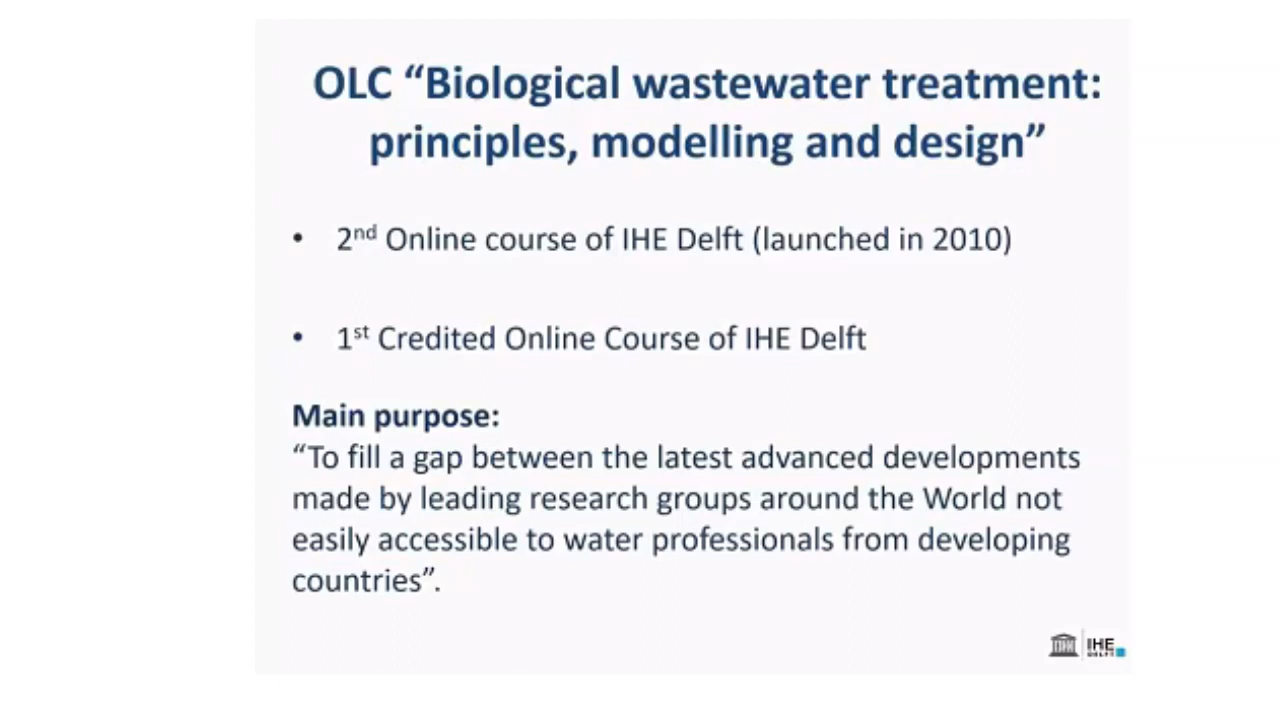 OLC “Biological wastewater treatment:
principles, modelling and design”
• 2nd Online course of IHE Delft (launched in 2010)
• 1st Credited Online Course of IHE Delft
Main purpose:
“To fill a gap between the latest advanced developments
made by leading research groups around the World not
easily accessible to water professionals from developing
countries”.
IHE
DELFT